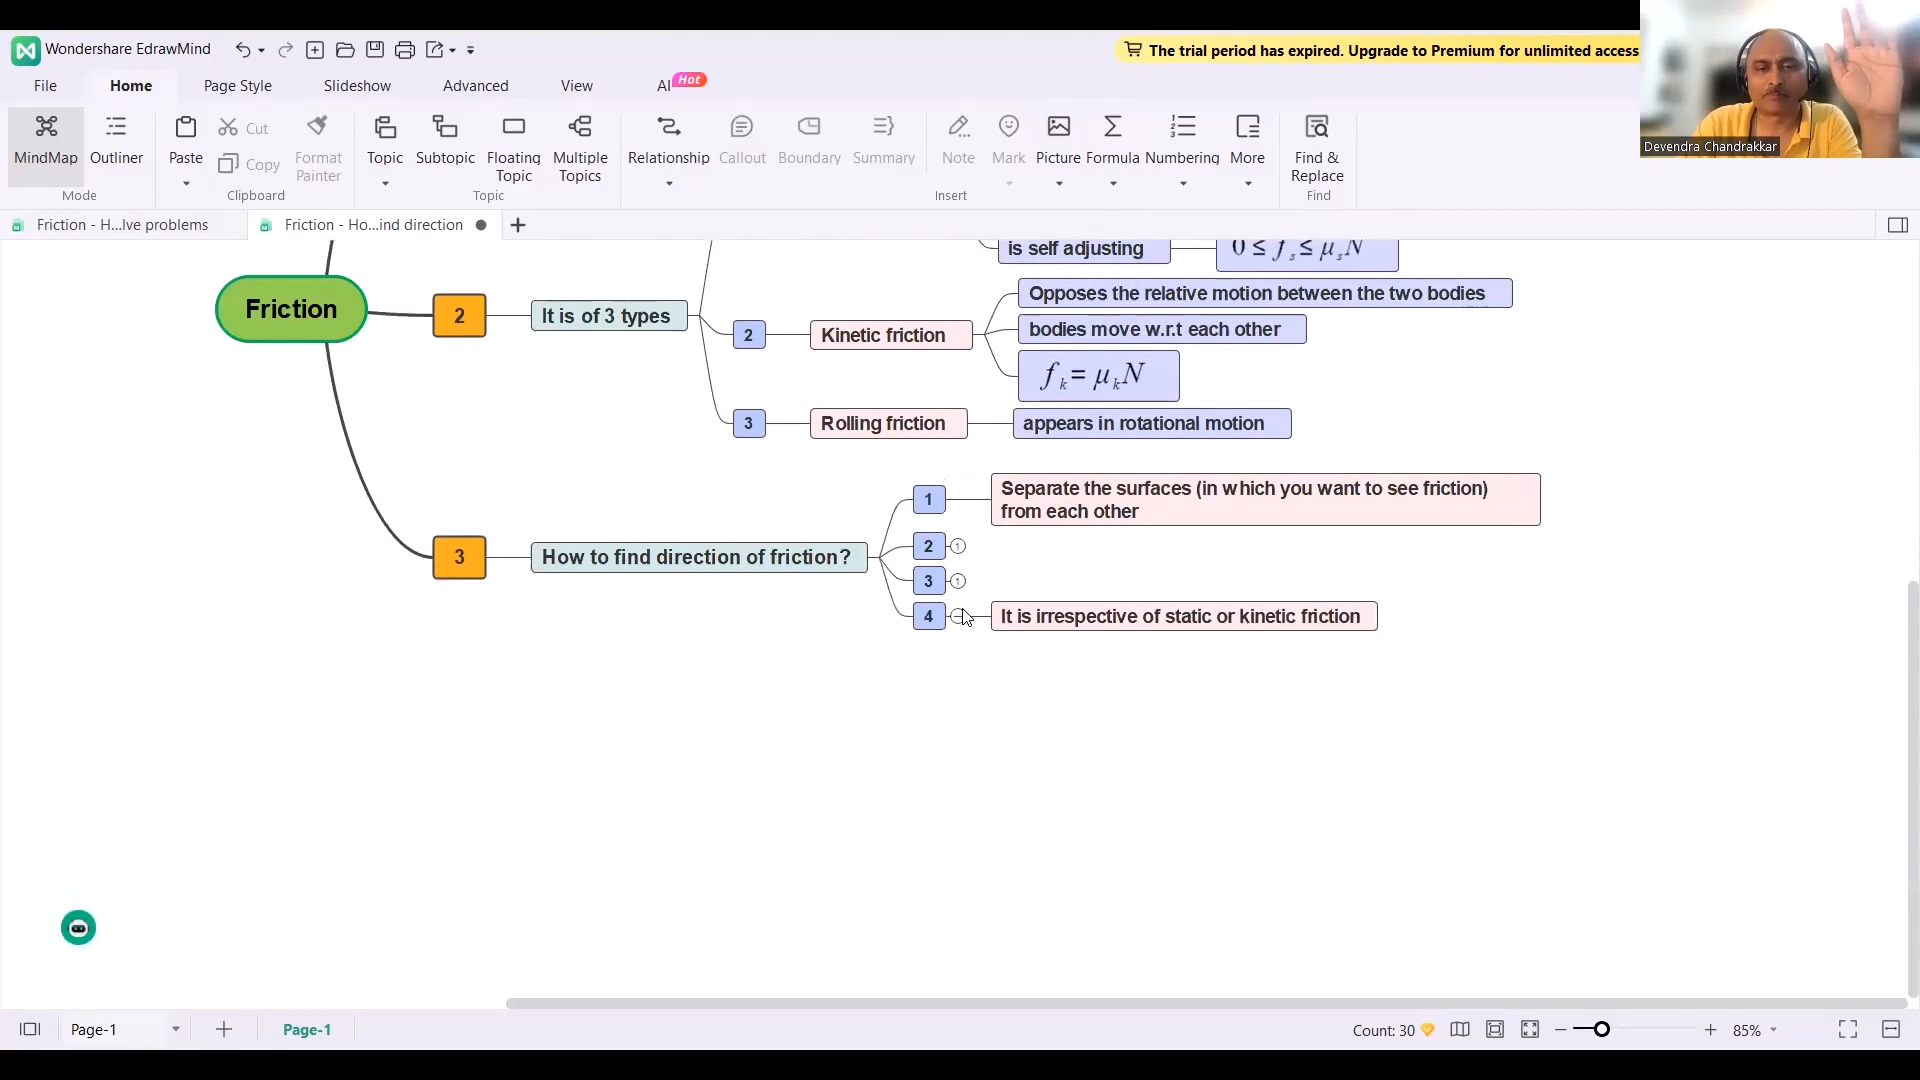 Wondershare EdrawMind
The trial period has expired. Upgrade to Premium for unlimited access
Devendra Chandrakkar
File
Home
Page Style
Slideshow
Advanced
View
AI
Hot
MindMap
Outliner
Mode
Paste
Cut
Copy
Format
Painter
Clipboard
Topic
Subtopic
Floating
Topic
Multiple
Topics
Topic
Relationship
Callout
Boundary
Summary
Note
Mark
Picture
Formula
Numbering
More
Insert
Find &
Replace
Find
Friction - H...lve problems
Friction - Ho...ind direction
is self adjusting
0 ≤ f s ≤ μ s N
Friction
2
It is of 3 types
2
Kinetic friction
Opposes the relative motion between the two bodies
bodies move w.r.t each other
f k = μ k N
3
Rolling friction
appears in rotational motion
3
How to find direction of friction?
1
Separate the surfaces (in which you want to see friction)
from each other
2
1
3
1
4
It is irrespective of static or kinetic friction
Page-1
Page-1
Count: 30
85%